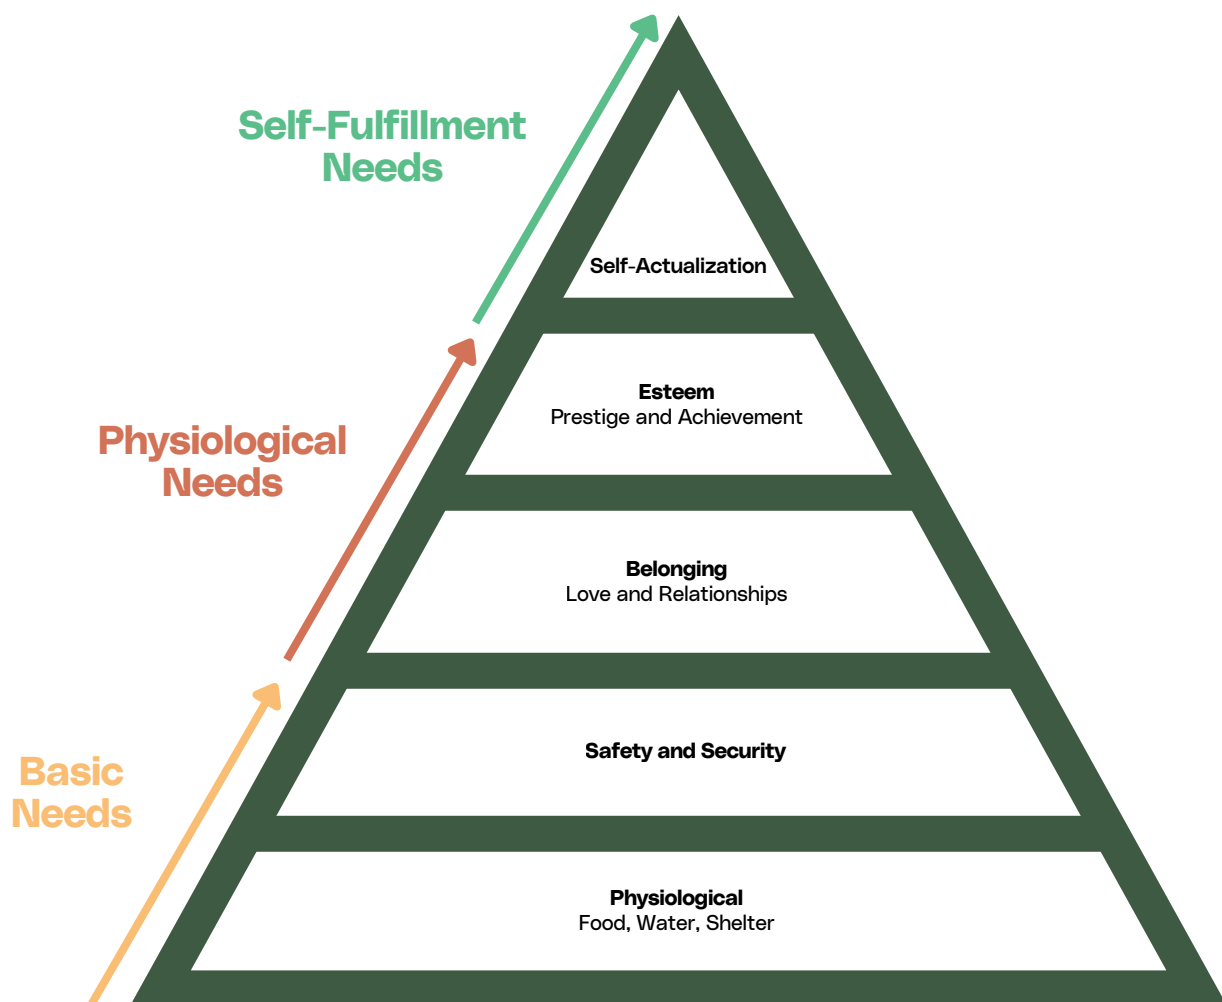 Self-Fulfillment
Needs
Self-Actualization
Esteem
Prestige and Achievement
Physiological
Needs
Belonging
Love and Relationships
Safety and Security
Basic
Needs
Physiological
Food, Water, Shelter